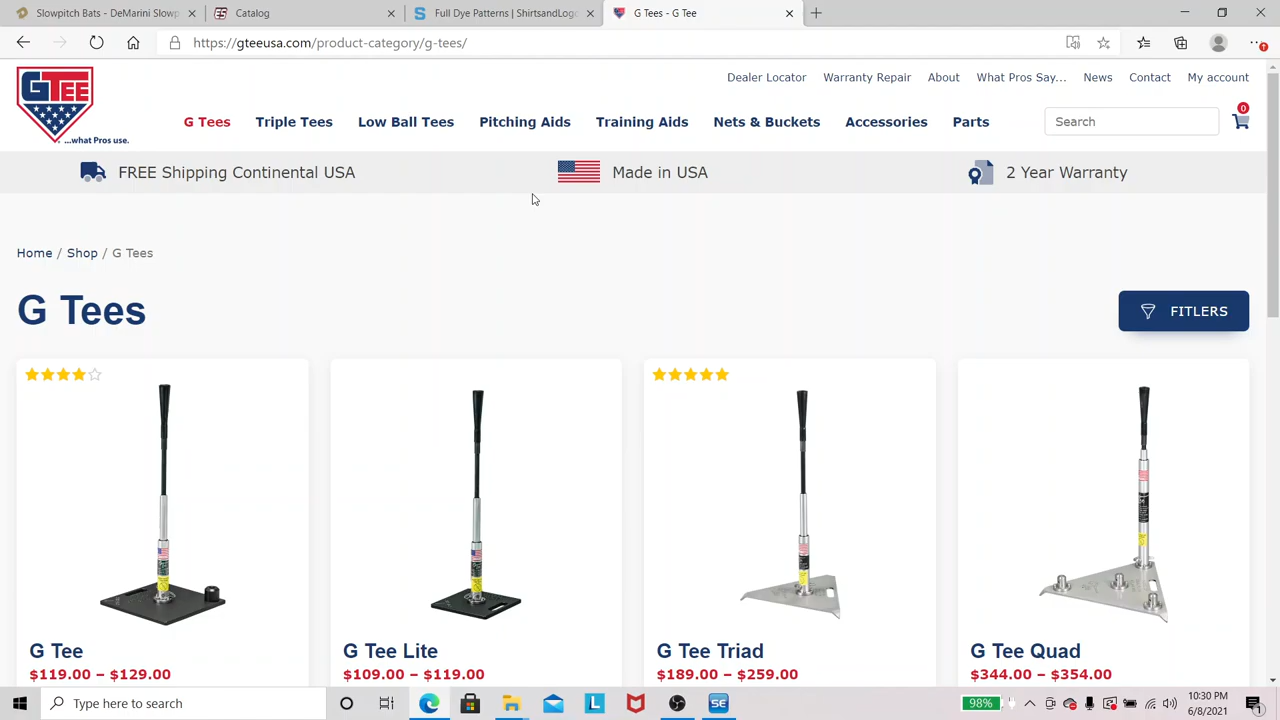 Slowpitch Bats - DeMarini Slowp
Catalog
Full Dye Patterns | ShirtsandLogo
G Tees - G Tee
https://gteeusa.com/product-category/g-tees/
GTEE
...what Pros use.
Dealer Locator Warranty Repair About What Pros Say... News Contact My account
G Tees Triple Tees Low Ball Tees Pitching Aids Training Aids Nets & Buckets Accessories Parts
Search
0
FREE Shipping Continental USA
Made in USA
2 Year Warranty
Home / Shop / G Tees
G Tees
FITLERS
G Tee
$119.00 – $129.00
G Tee Lite
$109.00 – $119.00
G Tee Triad
$189.00 – $259.00
G Tee Quad
$344.00 – $354.00
Type here to search
L
SE
98%
10:30 PM
6/8/2021
1